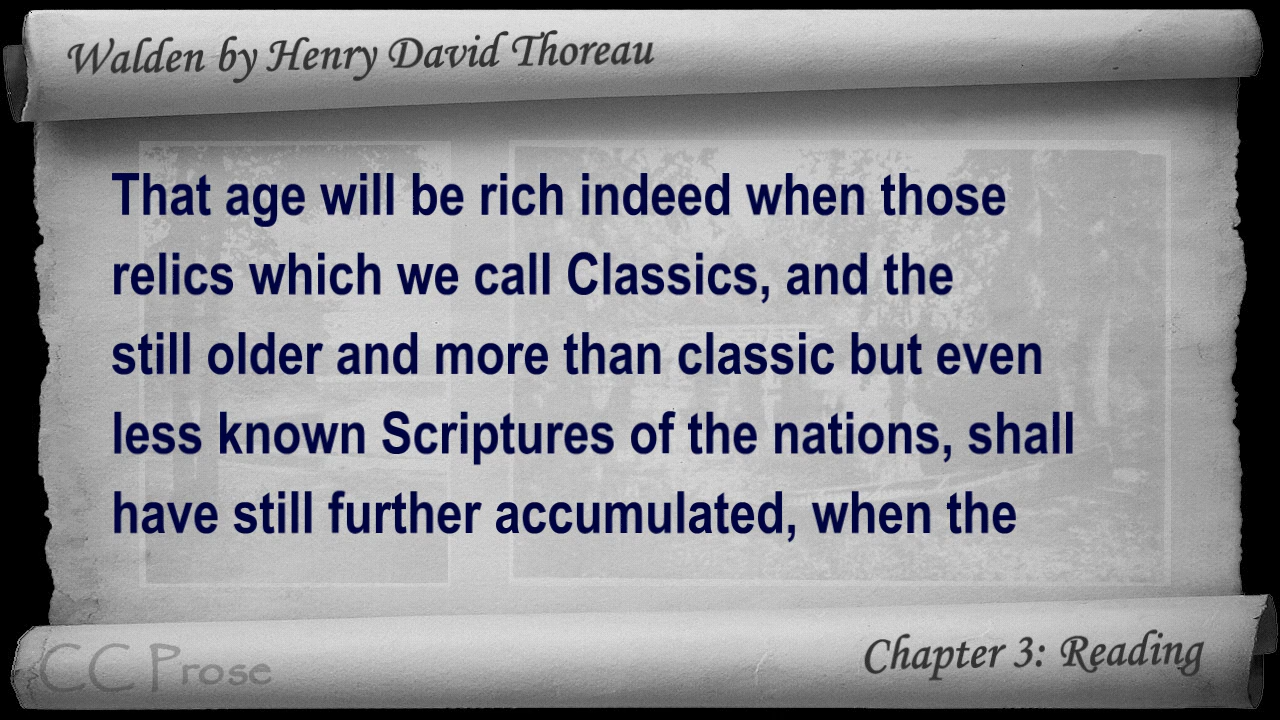 Walden by Henry David Thoreau
That age will be rich indeed when those
relics which we call Classics, and the
still older and more than classic but even
less known Scriptures of the nations, shall
have still further accumulated, when the
CC Prose
Chapter 3: Reading